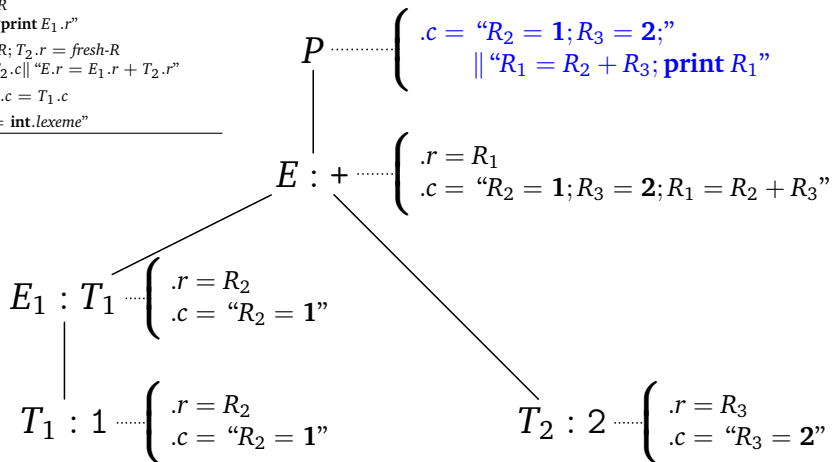 R
print E₁.r”
R; T₂.r = fresh-R
₂.c‖ “E.r = E₁.r + T₂.r”
.c = T₁.c
= int.lexeme”
P
.c = “R₂ = 1; R₃ = 2;”
‖ “R₁ = R₂ + R₃; print R₁”
E : +
.r = R₁
.c = “R₂ = 1; R₃ = 2; R₁ = R₂ + R₃”
E₁ : T₁
.r = R₂
.c = “R₂ = 1”
T₁ : 1
.r = R₂
.c = “R₂ = 1”
T₂ : 2
.r = R₃
.c = “R₃ = 2”